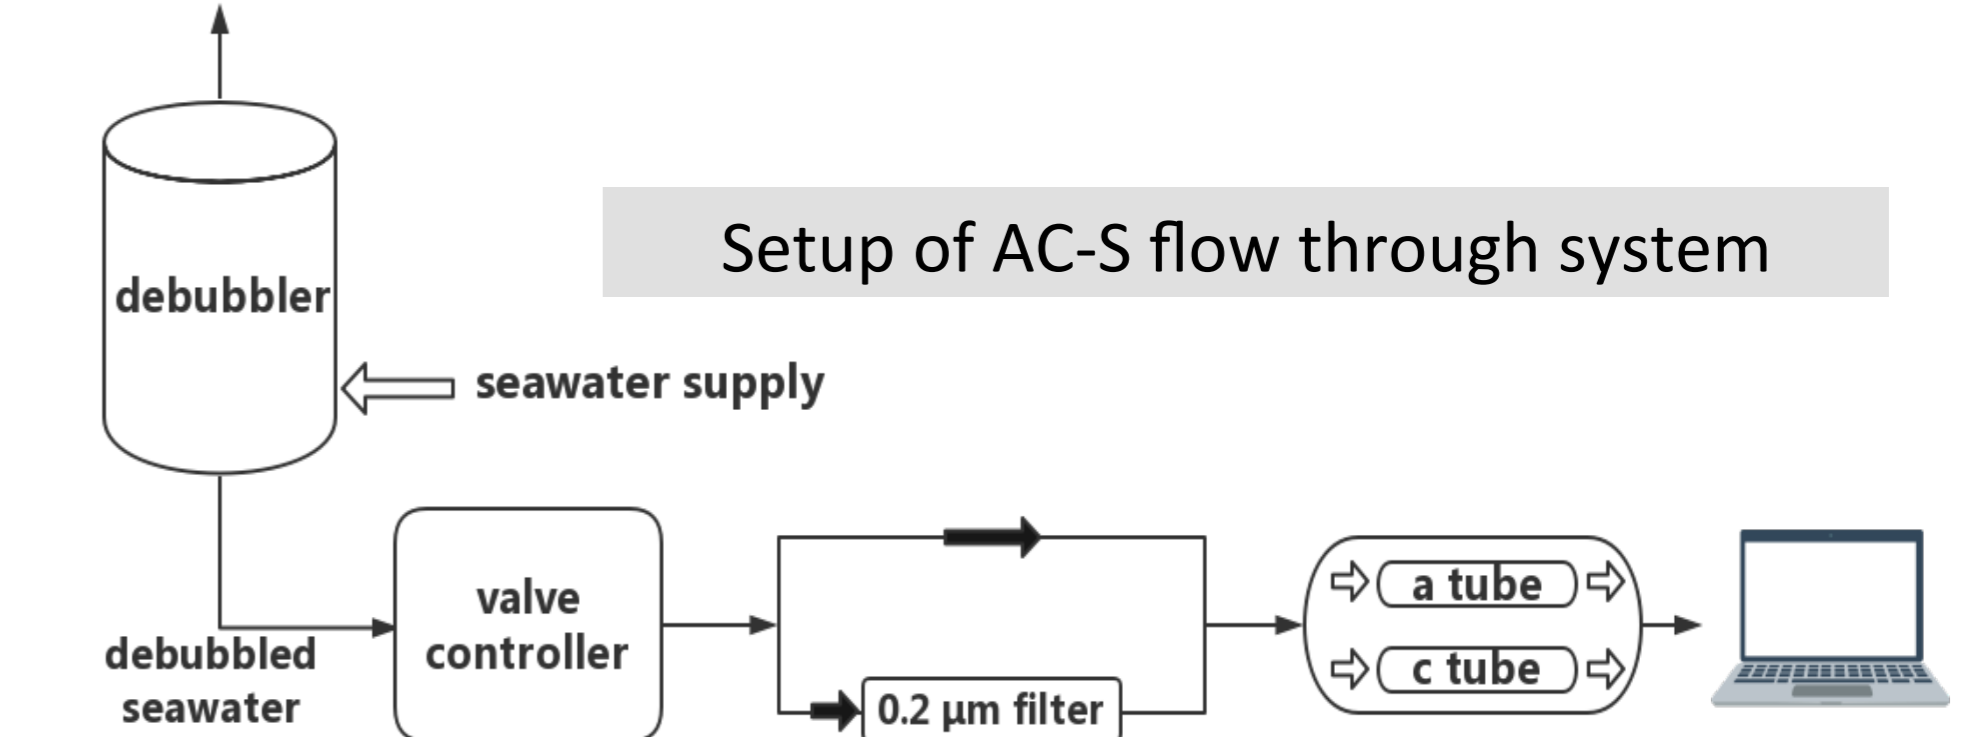 Setup of AC-S flow through system
debubbler
seawater supply
debubbled
seawater
valve
controller
0.2 μm filter
a tube
c tube